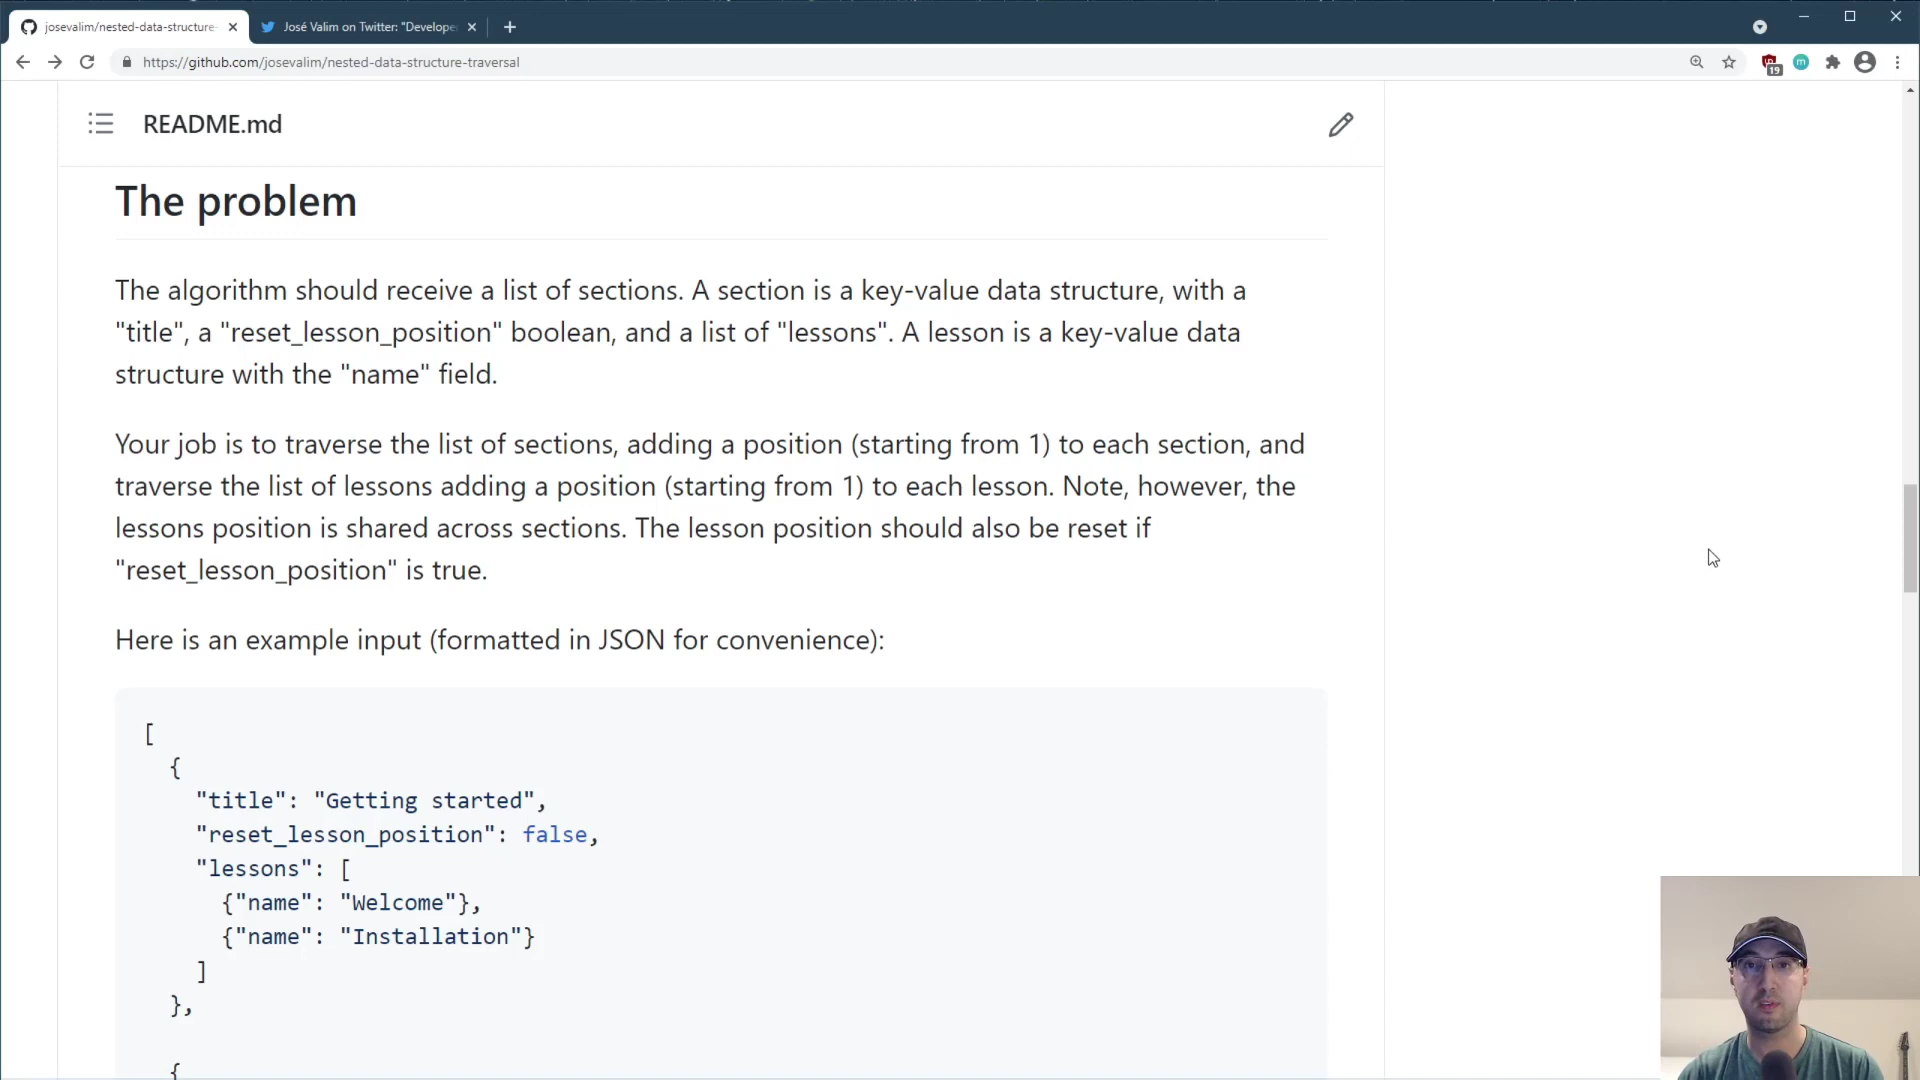 josevalim/nested-data-structure-
José Valim on Twitter: "Develope
https://github.com/josevalim/nested-data-structure-traversal
19
m
README.md
The problem
The algorithm should receive a list of sections. A section is a key-value data structure, with a
"title", a "reset_lesson_position" boolean, and a list of "lessons". A lesson is a key-value data
structure with the "name" field.
Your job is to traverse the list of sections, adding a position (starting from 1) to each section, and
traverse the list of lessons adding a position (starting from 1) to each lesson. Note, however, the
lessons position is shared across sections. The lesson position should also be reset if
"reset_lesson_position" is true.
Here is an example input (formatted in JSON for convenience):
[
{
"title": "Getting started",
"reset_lesson_position": false,
"lessons": [
{"name": "Welcome"},
{"name": "Installation"}
]
},
{